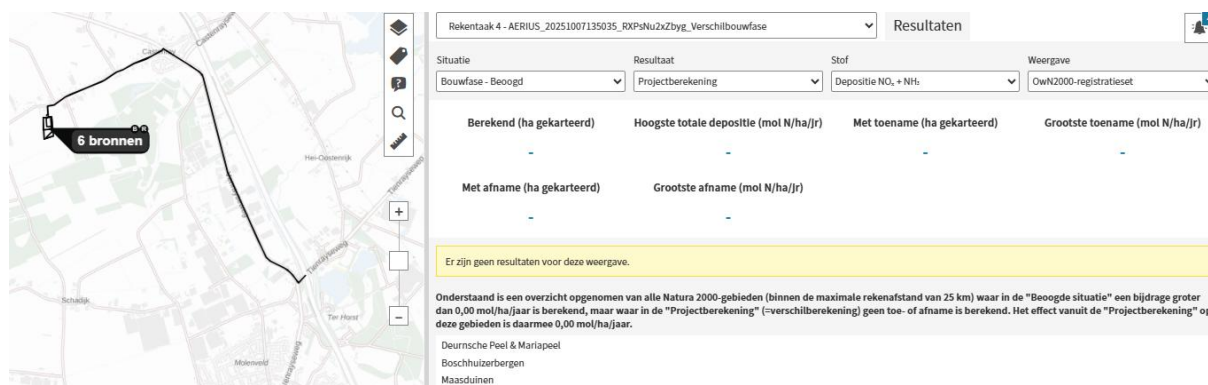 Castenray
Castenrayseweg
6 bronnen
Hei-Oostenrijk
Tienrayseweg
Tienrayseweg
Schadijk
Ter Horst
Molenveld
Rekentaak 4 - AERIUS_20251007135035_RXPsNu2xZbyg_Verschilbouwfase
Resultaten
Situatie
Resultaat
Stof
Weergave
Bouwfase - Beoogd
Projectberekening
Depositie NOₓ + NH₃
OwN2000-registratieset
Berekend (ha gekarteerd)
Hoogste totale depositie (mol N/ha/jr)
Met toename (ha gekarteerd)
Grootste toename (mol N/ha/jr)
-
-
-
-
Met afname (ha gekarteerd)
Grootste afname (mol N/ha/jr)
-
-
Er zijn geen resultaten voor deze weergave.
Onderstaand is een overzicht opgenomen van alle Natura 2000-gebieden (binnen de maximale rekenafstand van 25 km) waar in de "Beoogde situatie" een bijdrage groter
dan 0,00 mol/ha/jaar is berekend, maar waar in de "Projectberekening" (=verschilberekening) geen toe- of afname is berekend. Het effect vanuit de "Projectberekening" op
deze gebieden is daarmee 0,00 mol/ha/jaar.
Deurnsche Peel & Mariapeel
Boschhuizerbergen
Maasduinen